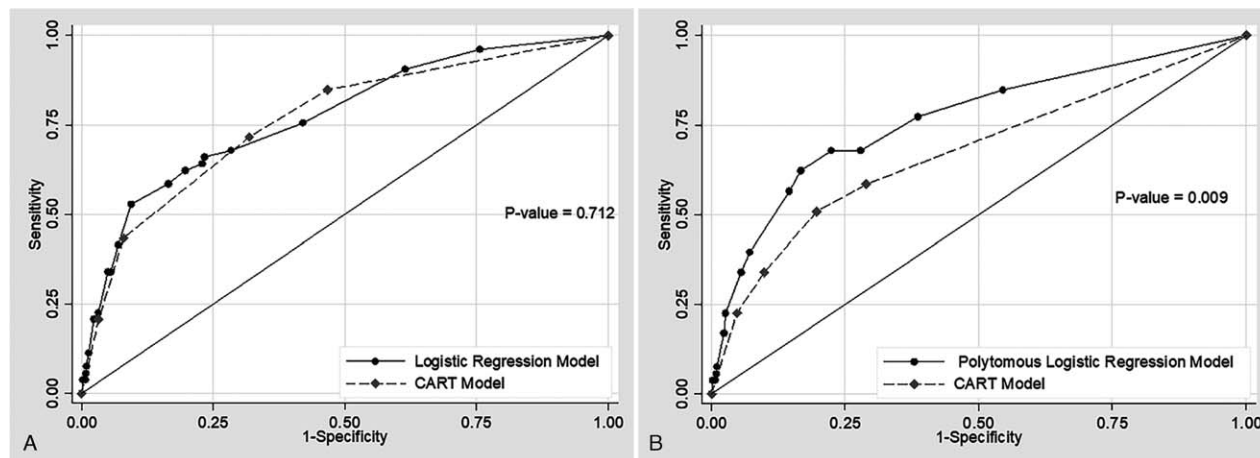 1.00
0.75
0.50
0.25
0.00
Sensitivity
P-value = 0.712
Logistic Regression Model
CART Model
0.00 0.25 0.50 0.75 1.00
1-Specificity
A
1.00
0.75
0.50
0.25
0.00
Sensitivity
P-value = 0.009
Polytomous Logistic Regression Model
CART Model
0.00 0.25 0.50 0.75 1.00
1-Specificity
B